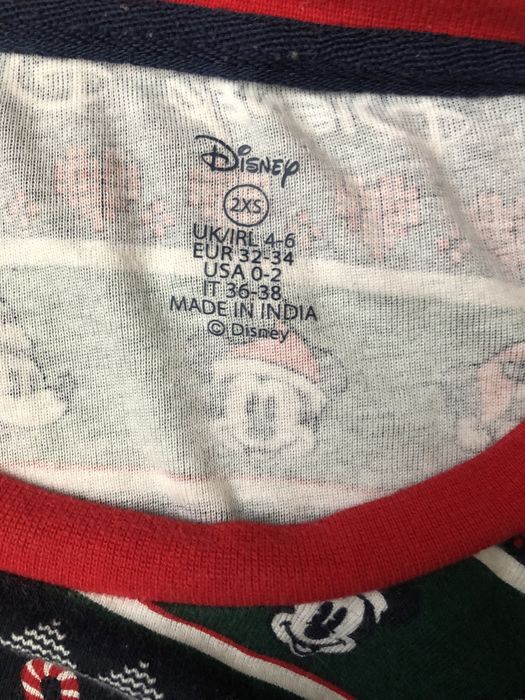 Disney
2XS
UK/IRL 4-6
EUR 32-34
USA 0-2
IT 36-38
MADE IN INDIA
© Disney